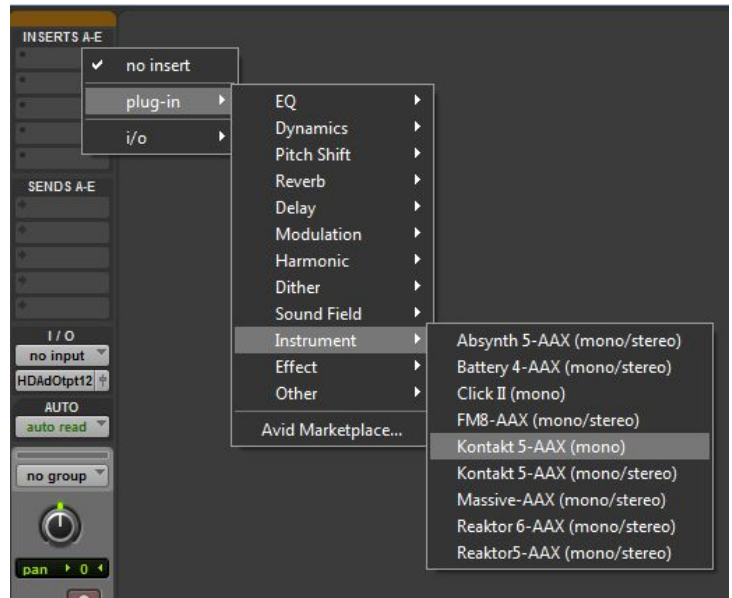 INSERTS A-E
no insert
plug-in
i/o
EQ
Dynamics
Pitch Shift
Reverb
Delay
Modulation
Harmonic
Dither
Sound Field
Instrument
Effect
Other
Avid Marketplace...
Absynth 5-AAX (mono/stereo)
Battery 4-AAX (mono/stereo)
Click II (mono)
FM8-AAX (mono/stereo)
Kontakt 5-AAX (mono)
Kontakt 5-AAX (mono/stereo)
Massive-AAX (mono/stereo)
Reaktor 6-AAX (mono/stereo)
Reaktor5-AAX (mono/stereo)
SENDS A-E
I / O
no input
HDAdOtpt12
AUTO
auto read
no group
pan 0